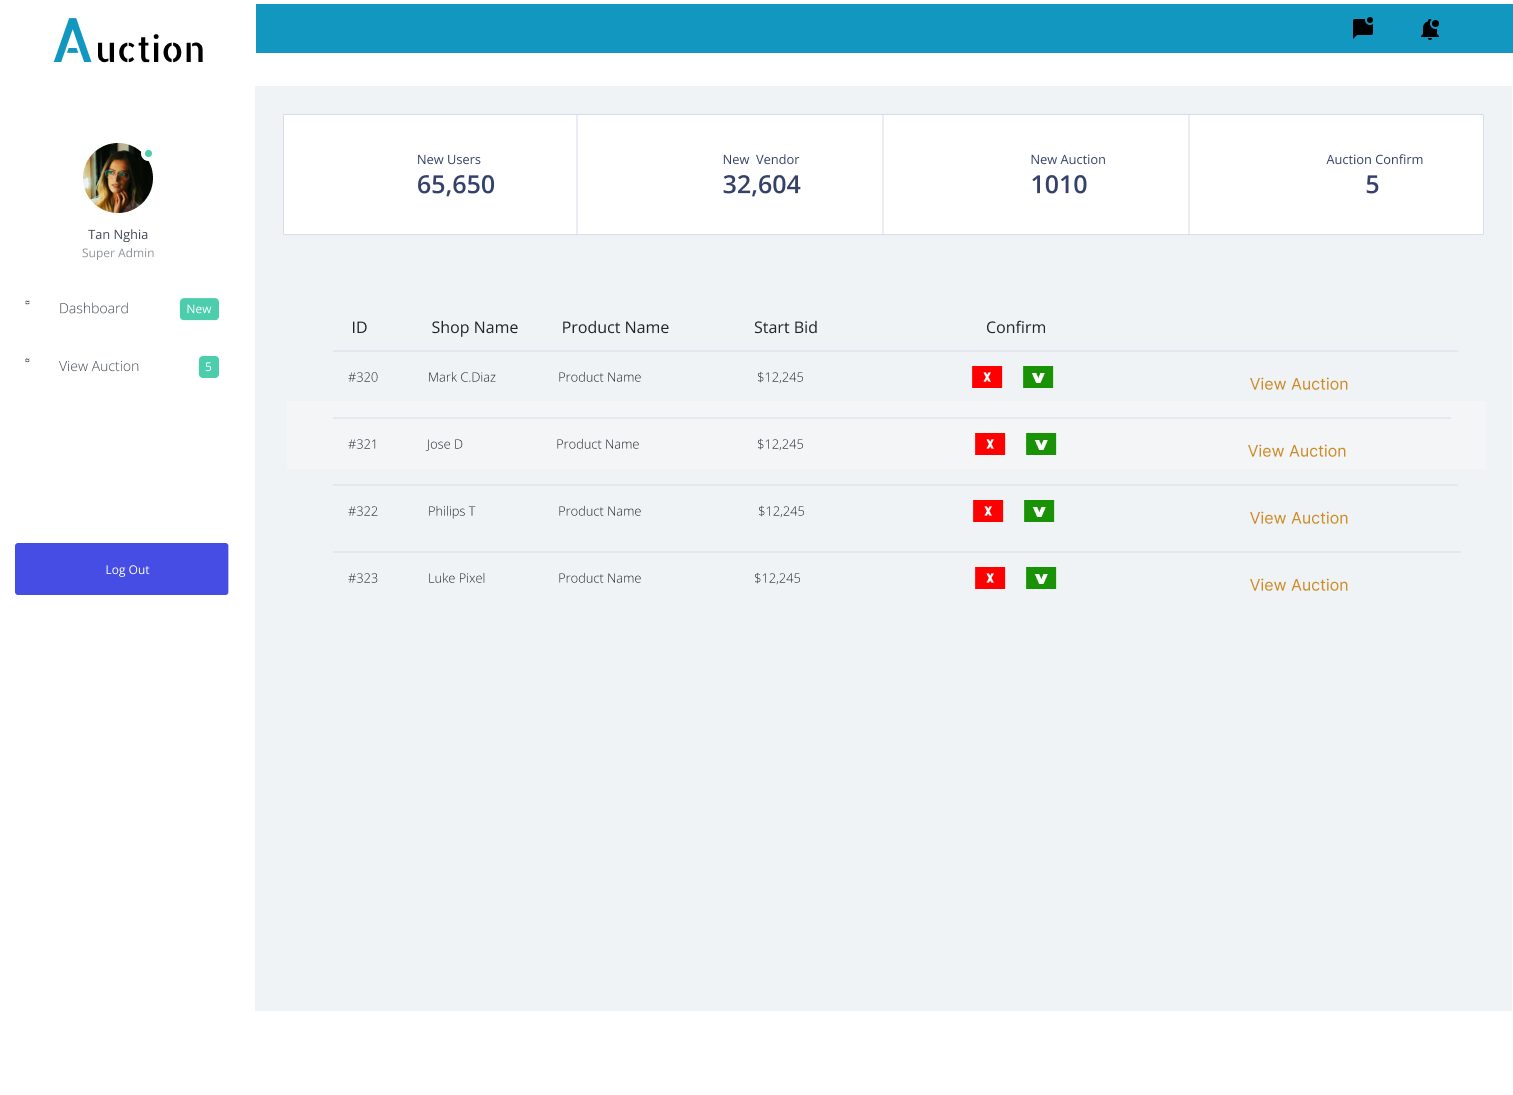 Auction
Tan Nghia
Super Admin
Dashboard New
View Auction 5
Log Out
New Users
65,650
New  Vendor
32,604
New Auction
1010
Auction Confirm
5
ID Shop Name Product Name Start Bid Confirm
#320 Mark C.Diaz Product Name $12,245 X V View Auction
#321 Jose D Product Name $12,245 X V View Auction
#322 Philips T Product Name $12,245 X V View Auction
#323 Luke Pixel Product Name $12,245 X V View Auction